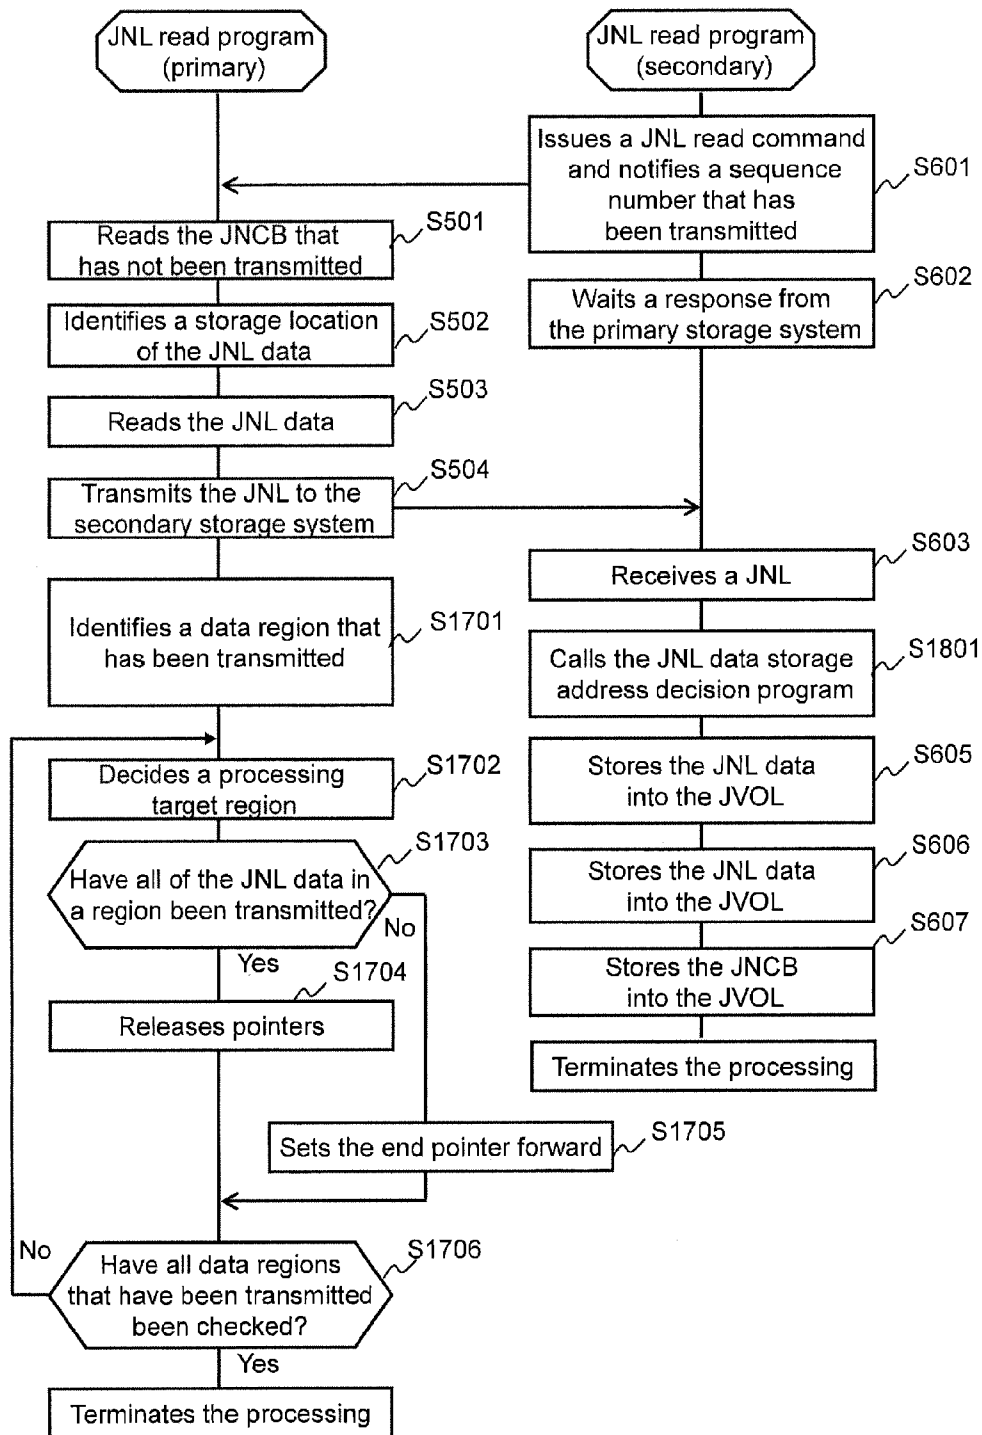 JNL read program
(primary)
JNL read program
(secondary)
Issues a JNL read command
and notifies a sequence
number that has
been transmitted
S601
Reads the JNCB that
has not been transmitted
S501
Waits a response from
the primary storage system
S602
Identifies a storage location
of the JNL data
S502
Reads the JNL data
S503
Transmits the JNL to the
secondary storage system
S504
Receives a JNL
S603
Identifies a data region that
has been transmitted
S1701
Calls the JNL data storage
address decision program
S1801
Decides a processing
target region
S1702
Stores the JNL data
into the JVOL
S605
Have all of the JNL data in
a region been transmitted?
S1703
No
Yes
Stores the JNL data
into the JVOL
S606
Releases pointers
S1704
Stores the JNCB
into the JVOL
S607
Terminates the processing
Sets the end pointer forward
S1705
Have all data regions
that have been transmitted
been checked?
S1706
No
Yes
Terminates the processing